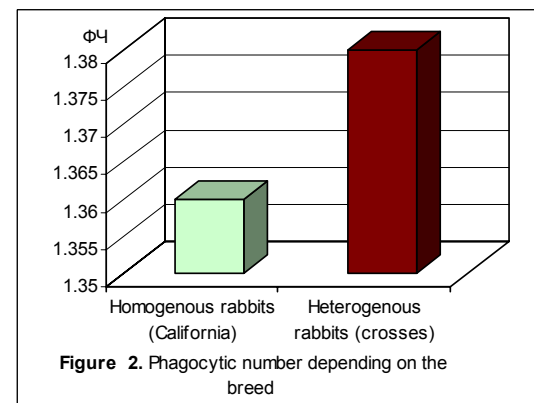 ФЧ
1.38
1.375
1.37
1.365
1.36
1.355
1.35
Homogenous rabbits
(California)
Heterogenous
rabbits (crosses)
Figure 2. Phagocytic number depending on the
breed